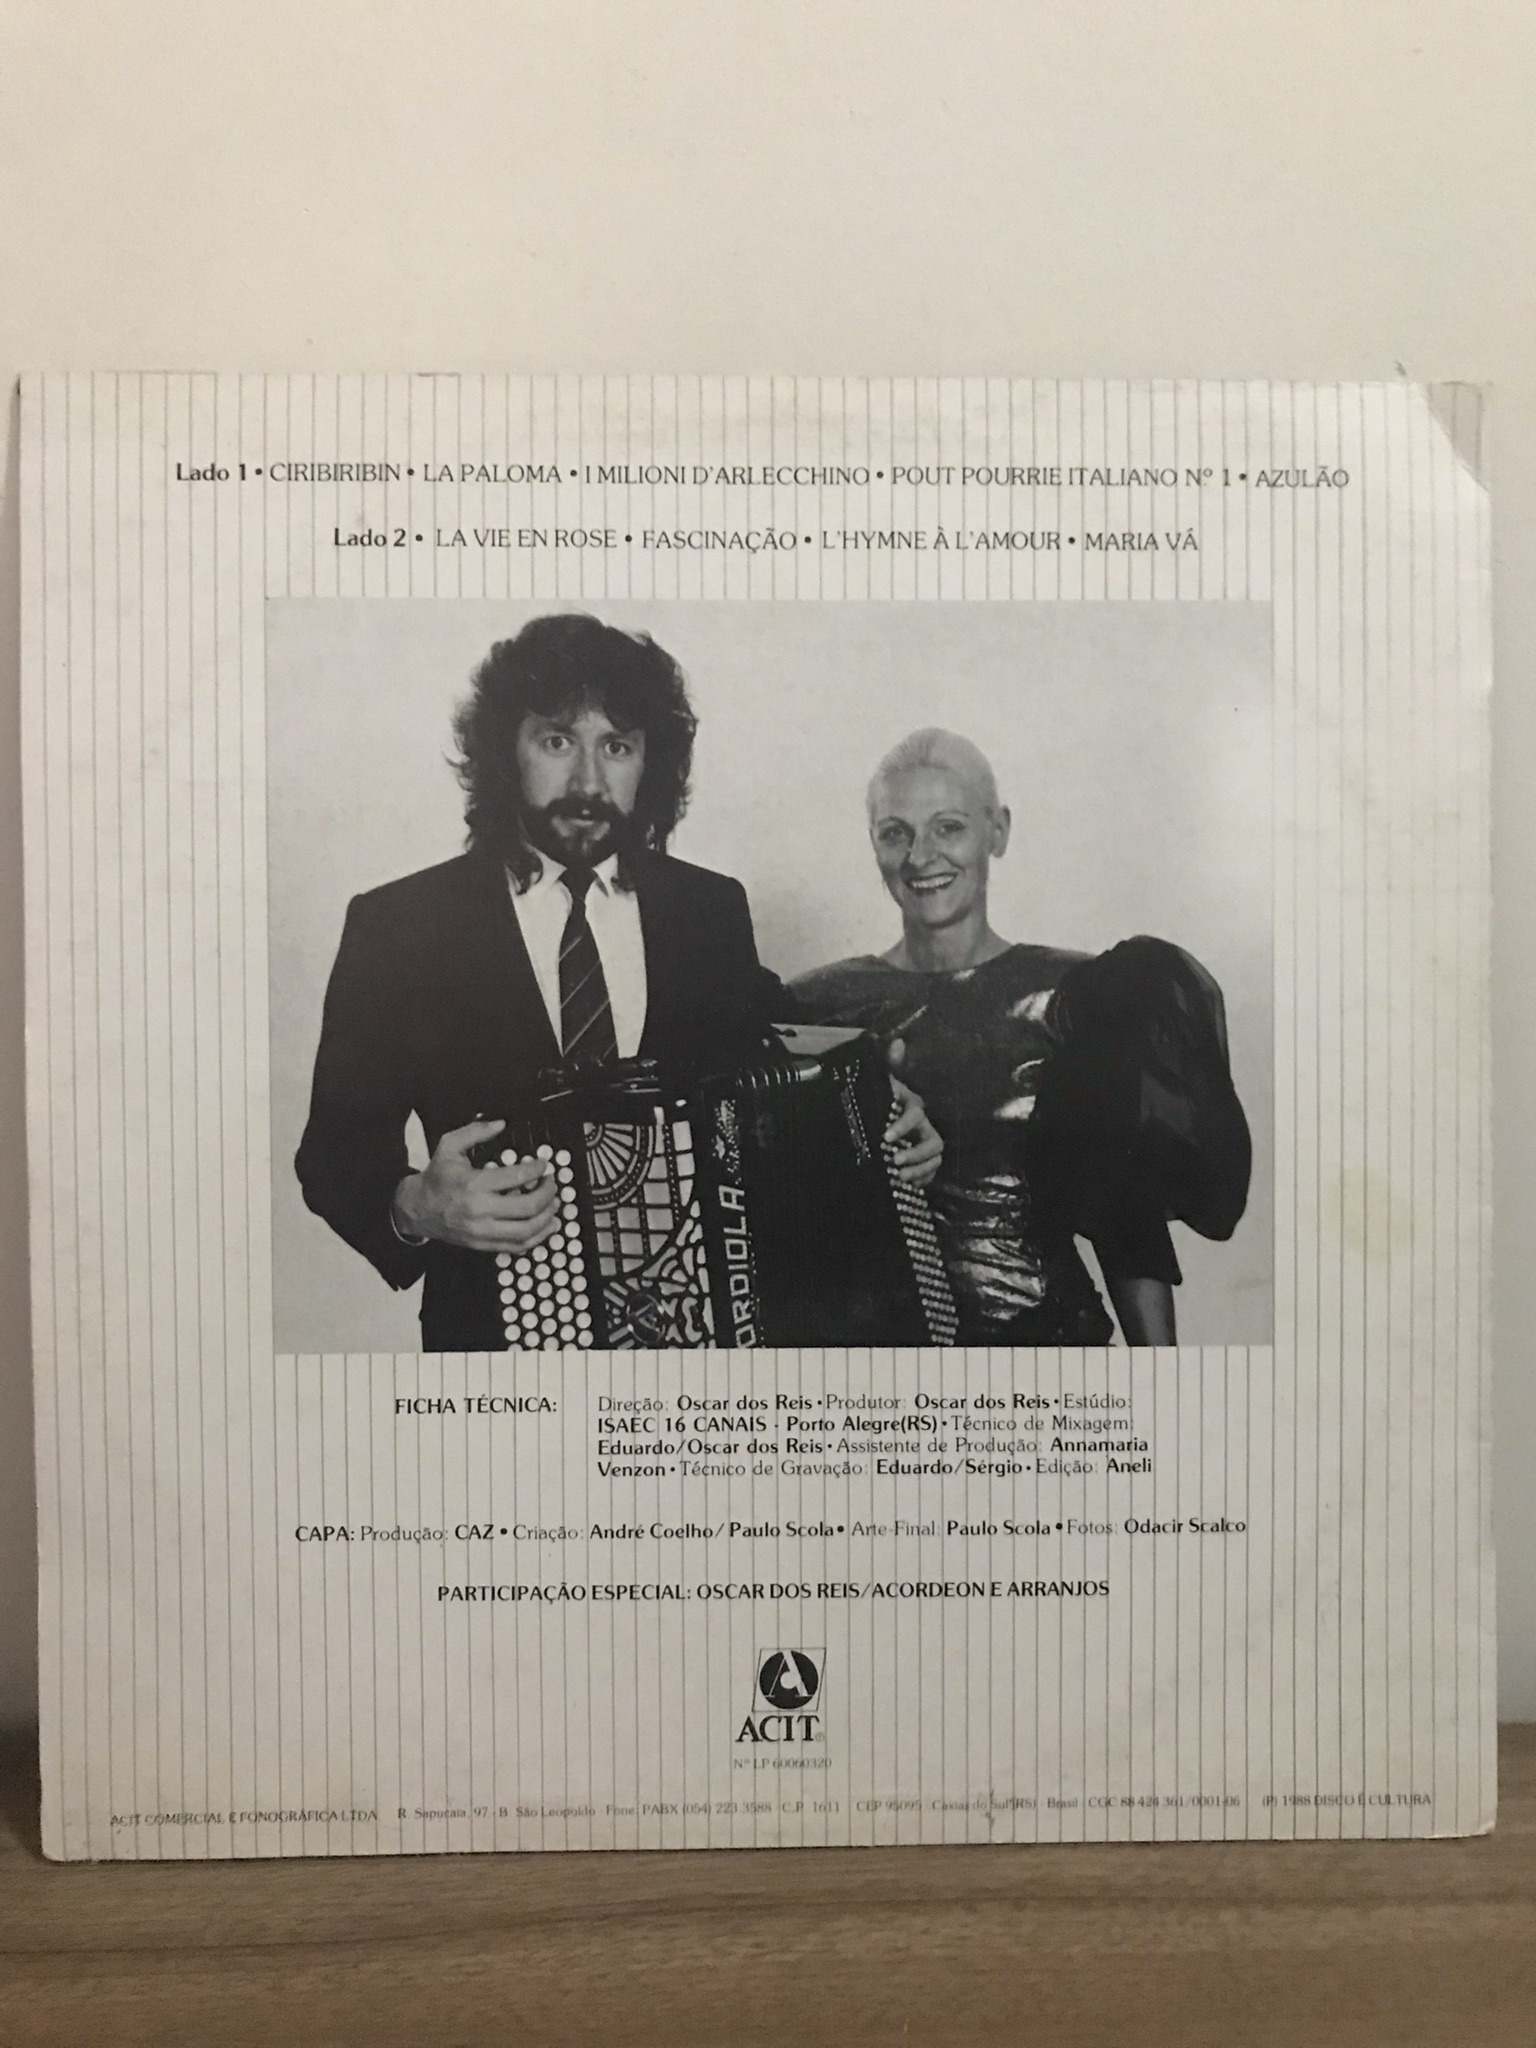 Lado 1 • CIRIBIRIBIN • LA PALOMA • I MILIONI D'ARLECCHINO • POUT POURRIE ITALIANO Nº 1 • AZULÃO
Lado 2 • LA VIE EN ROSE • FASCINAÇÃO • L'HYMNE À L'AMOUR • MARIA VÁ
ORDIOLA
FICHA TÉCNICA: Direção: Oscar dos Reis • Produtor: Oscar dos Reis • Estúdio:
ISAEC 16 CANAIS - Porto Alegre(RS) • Técnico de Mixagem:
Eduardo/Oscar dos Reis • Assistente de Produção: Annamaria
Venzon • Técnico de Gravação: Eduardo/Sérgio • Edição: Aneli
CAPA: Produção: CAZ • Criação: André Coelho/ Paulo Scola • Arte-Final: Paulo Scola • Fotos: Odacir Scalco
PARTICIPAÇÃO ESPECIAL: OSCAR DOS REIS/ACORDEON E ARRANJOS
A
ACIT®
Nº LP 60060320
ACIT COMERCIAL E FONOGRÁFICA LTDA R. Sapucaia, 97 - B. São Leopoldo - Fone: PABX (054) 223.3588 - C.P. 1611 CEP 95095 Caxias do Sul (RS) - Brasil - CGC 88.424.361/0001-06 (P) 1988 DISCO É CULTURA